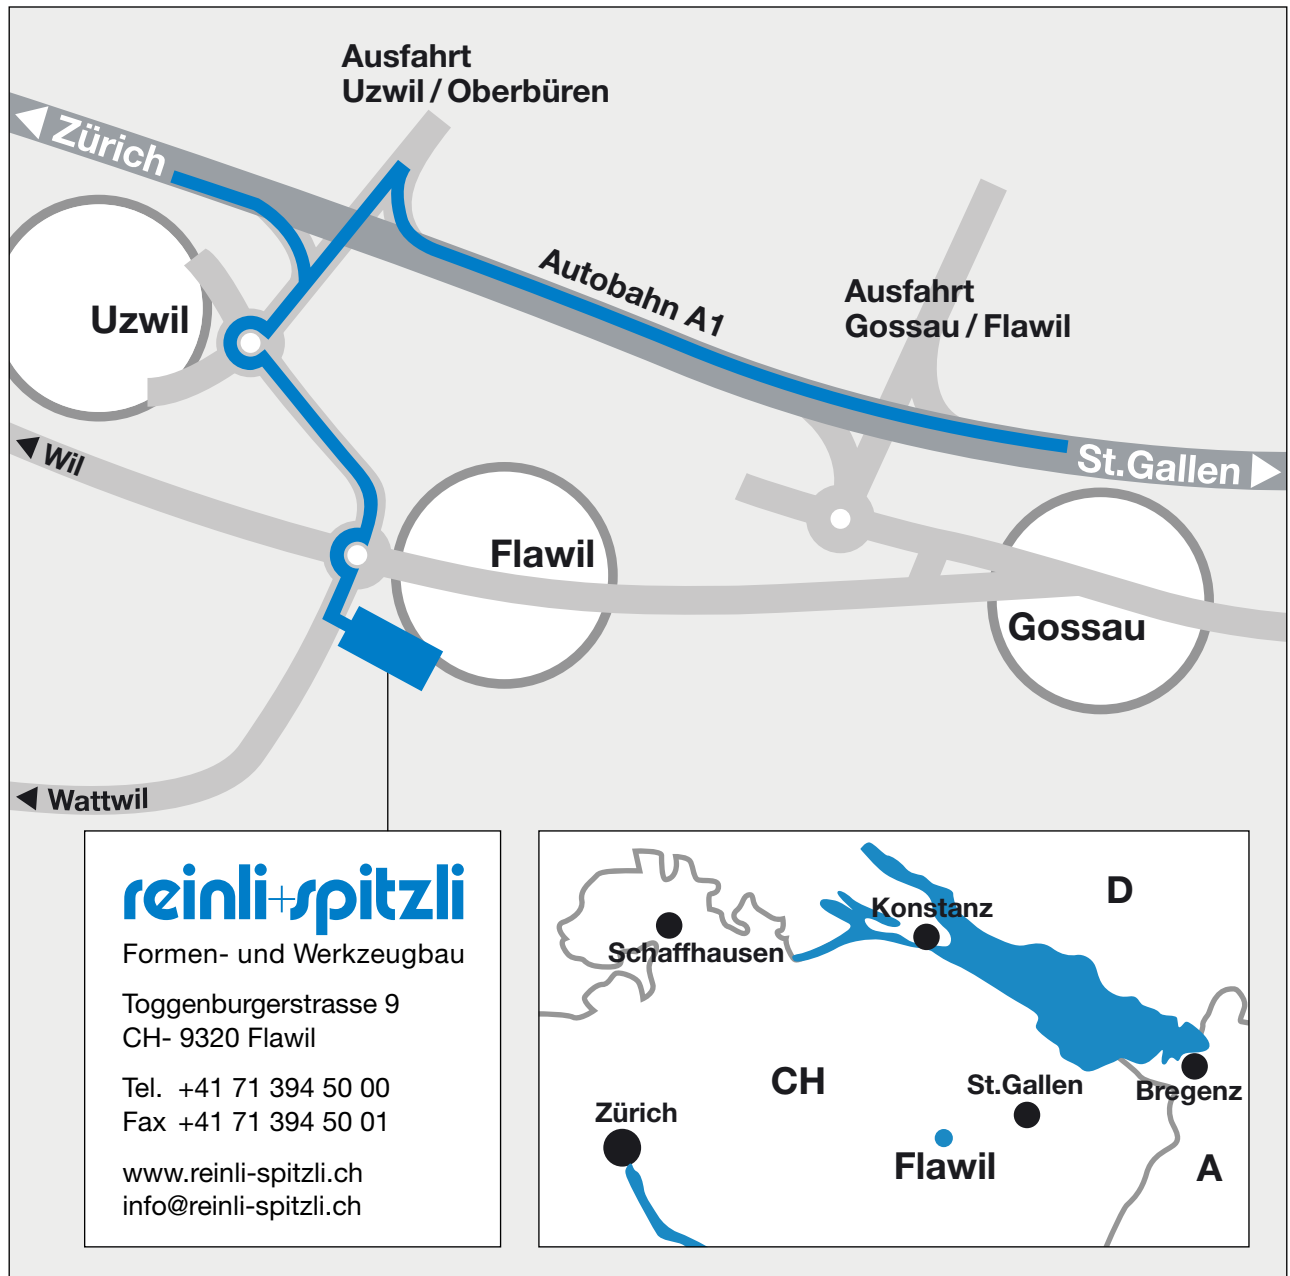 Ausfahrt
Uzwil / Oberbüren
Zürich
Autobahn A1
Ausfahrt
Gossau / Flawil
Uzwil
St.Gallen
Wil
Flawil
Gossau
Wattwil
reinli+spitzli
Formen- und Werkzeugbau
Toggenburgerstrasse 9
CH- 9320 Flawil
Tel. +41 71 394 50 00
Fax +41 71 394 50 01
www.reinli-spitzli.ch
info@reinli-spitzli.ch
D
Konstanz
Schaffhausen
CH
St.Gallen
Bregenz
Zürich
Flawil
A